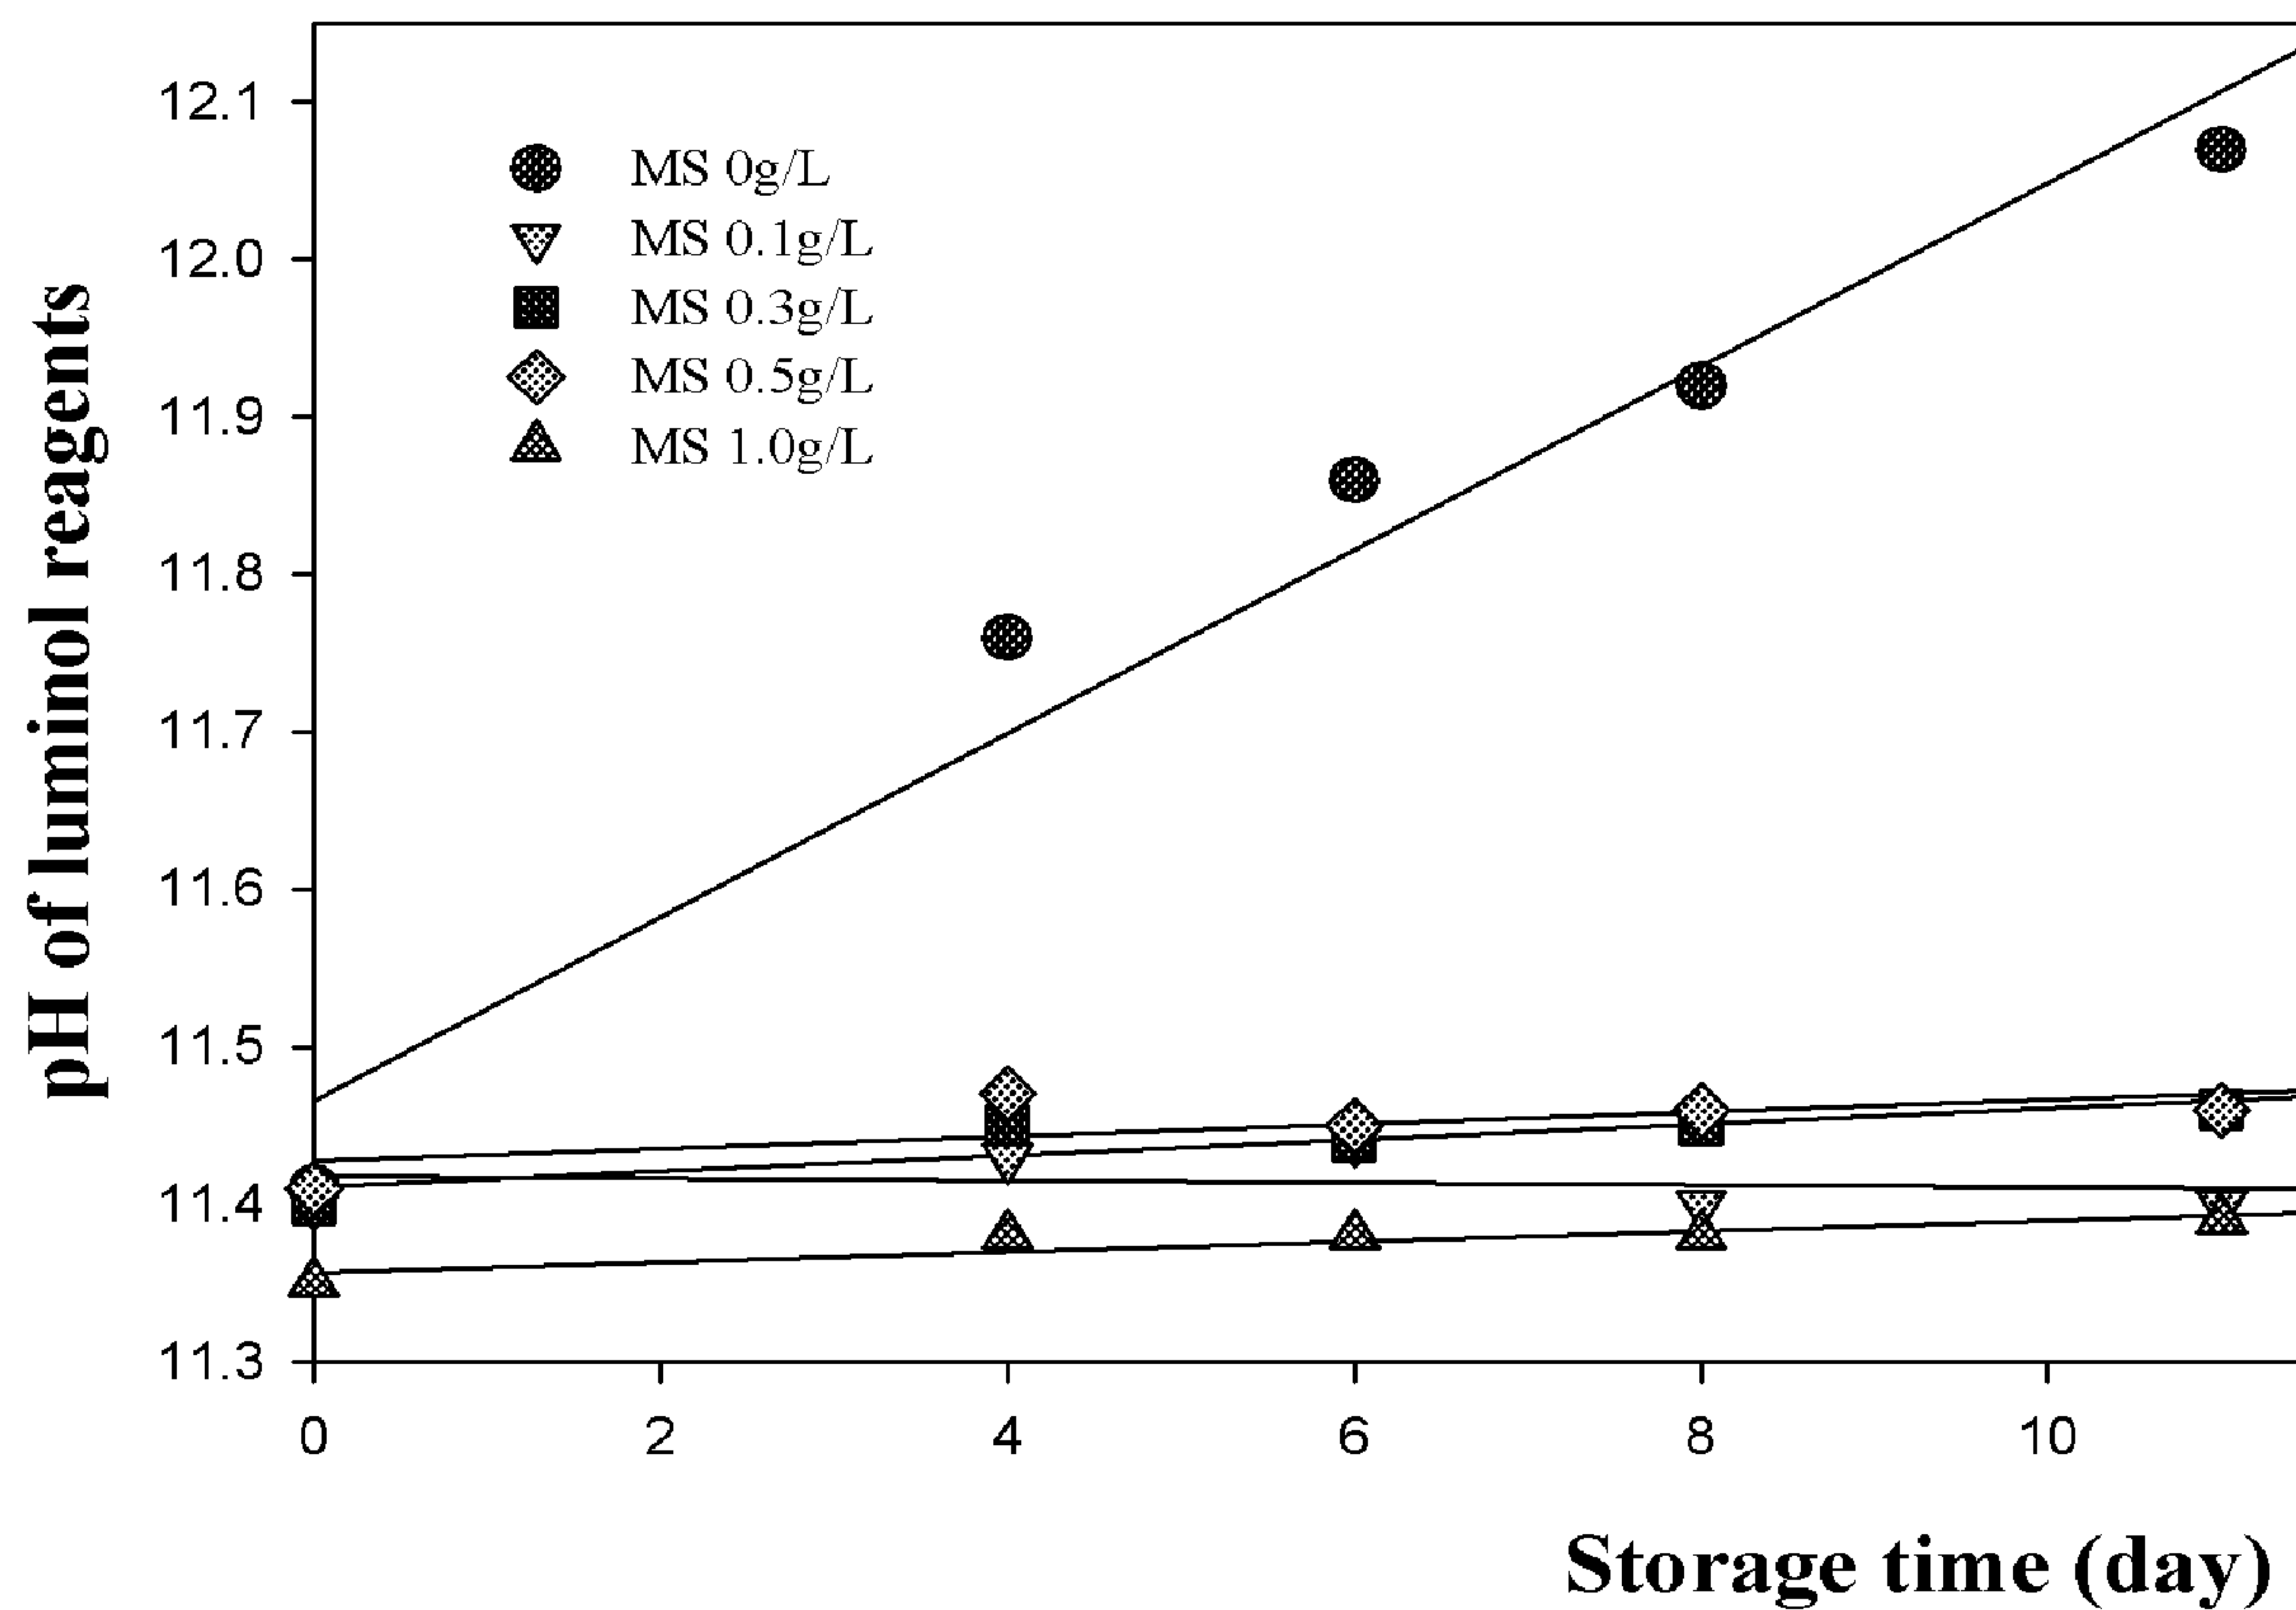 pH of luminol reagents
12.1
12.0
11.9
11.8
11.7
11.6
11.5
11.4
11.3
MS 0g/L
MS 0.1g/L
MS 0.3g/L
MS 0.5g/L
MS 1.0g/L
0 2 4 6 8 10
Storage time (day)